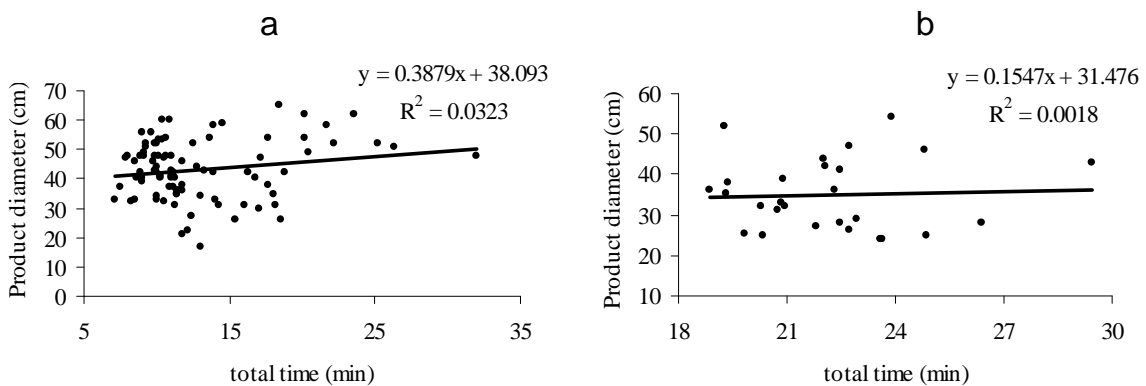 a
y = 0.3879x + 38.093
R² = 0.0323
Product diameter (cm)
70
60
50
40
30
20
10
0
5
15
25
35
total time (min)
b
y = 0.1547x + 31.476
R² = 0.0018
Product diameter (cm)
60
50
40
30
20
10
18
21
24
27
30
total time (min)